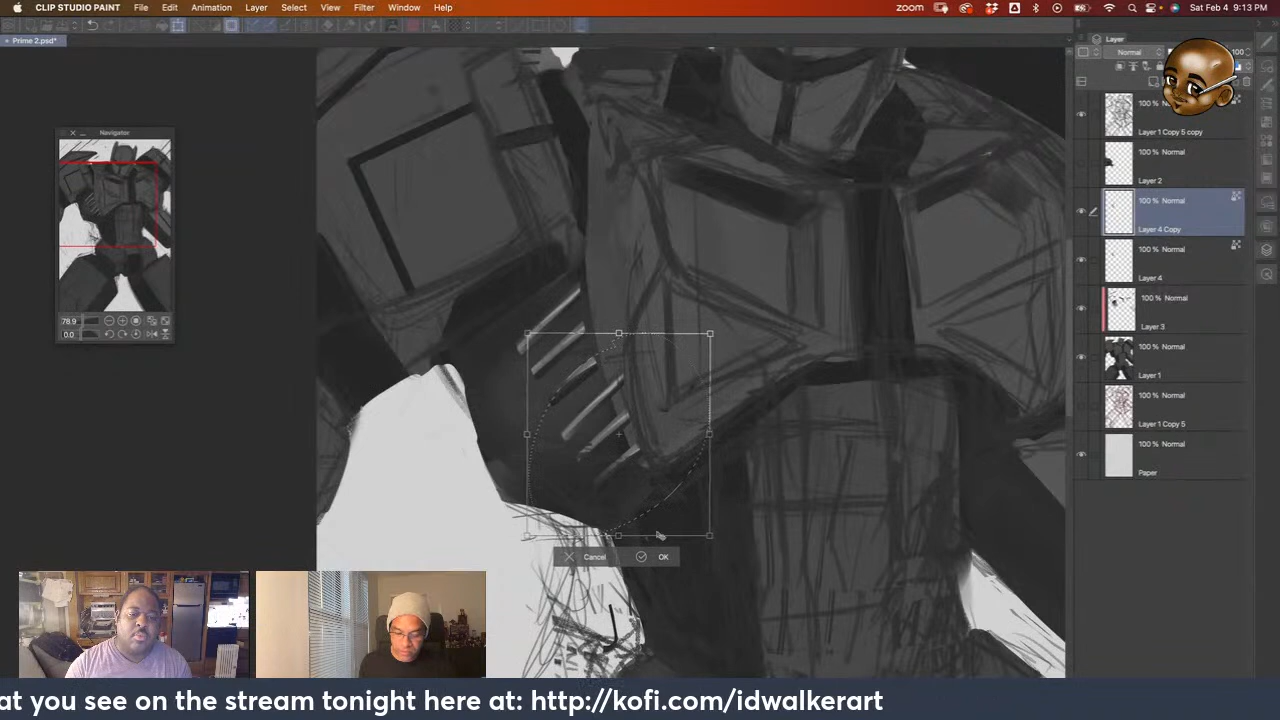 CLIP STUDIO PAINT File Edit Animation Layer Select View Filter Window Help zoom Sat Feb 4 9:13 PM
Prime 2.psd*
Navigator
78.9
0.0
Layer
Normal 100
100 %
Layer 1 Copy 5 copy
100 % Normal
Layer 2
100 % Normal
Layer 4 Copy
100 % Normal
Layer 4
100 % Normal
Layer 3
100 % Normal
Layer 1
100 % Normal
Layer 1 Copy 5
100 % Normal
Paper
Cancel OK
at you see on the stream tonight here at: http://kofi.com/idwalkerart